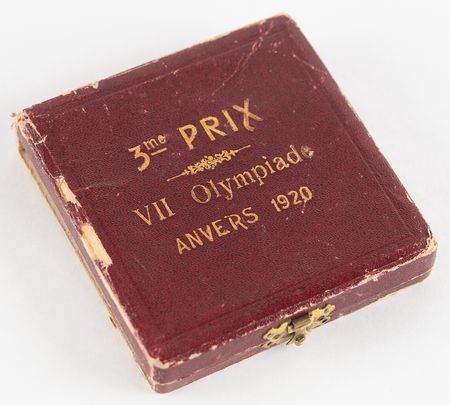 3me PRIX
VII Olympiade
ANVERS 1920